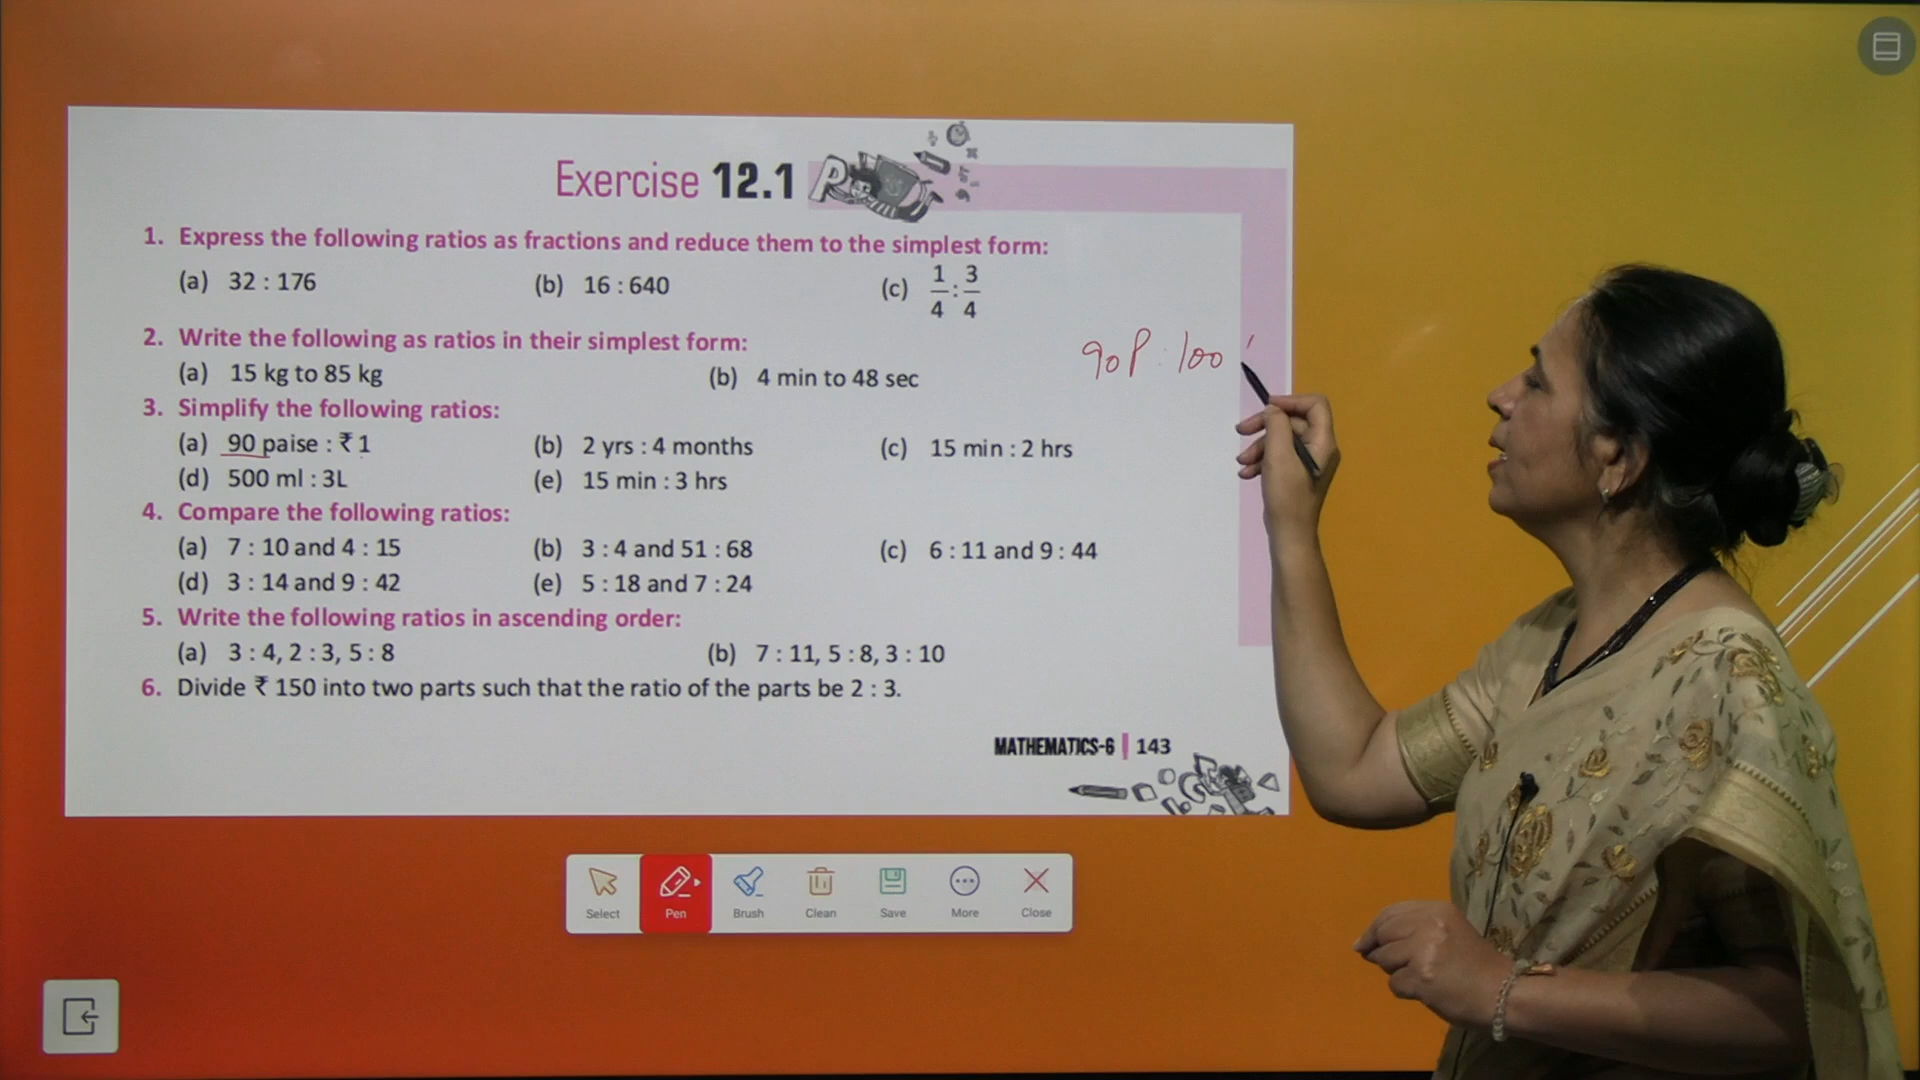 Exercise 12.1
1. Express the following ratios as fractions and reduce them to the simplest form:
(a) 32 : 176 (b) 16 : 640 (c) 1/4 : 3/4
2. Write the following as ratios in their simplest form:
90P : 100
(a) 15 kg to 85 kg (b) 4 min to 48 sec
3. Simplify the following ratios:
(a) 90 paise : ₹ 1 (b) 2 yrs : 4 months (c) 15 min : 2 hrs
(d) 500 ml : 3L (e) 15 min : 3 hrs
4. Compare the following ratios:
(a) 7 : 10 and 4 : 15 (b) 3 : 4 and 51 : 68 (c) 6 : 11 and 9 : 44
(d) 3 : 14 and 9 : 42 (e) 5 : 18 and 7 : 24
5. Write the following ratios in ascending order:
(a) 3 : 4, 2 : 3, 5 : 8 (b) 7 : 11, 5 : 8, 3 : 10
6. Divide ₹ 150 into two parts such that the ratio of the parts be 2 : 3.
MATHEMATICS-6 | 143
Select Pen Brush Clean Save More Close